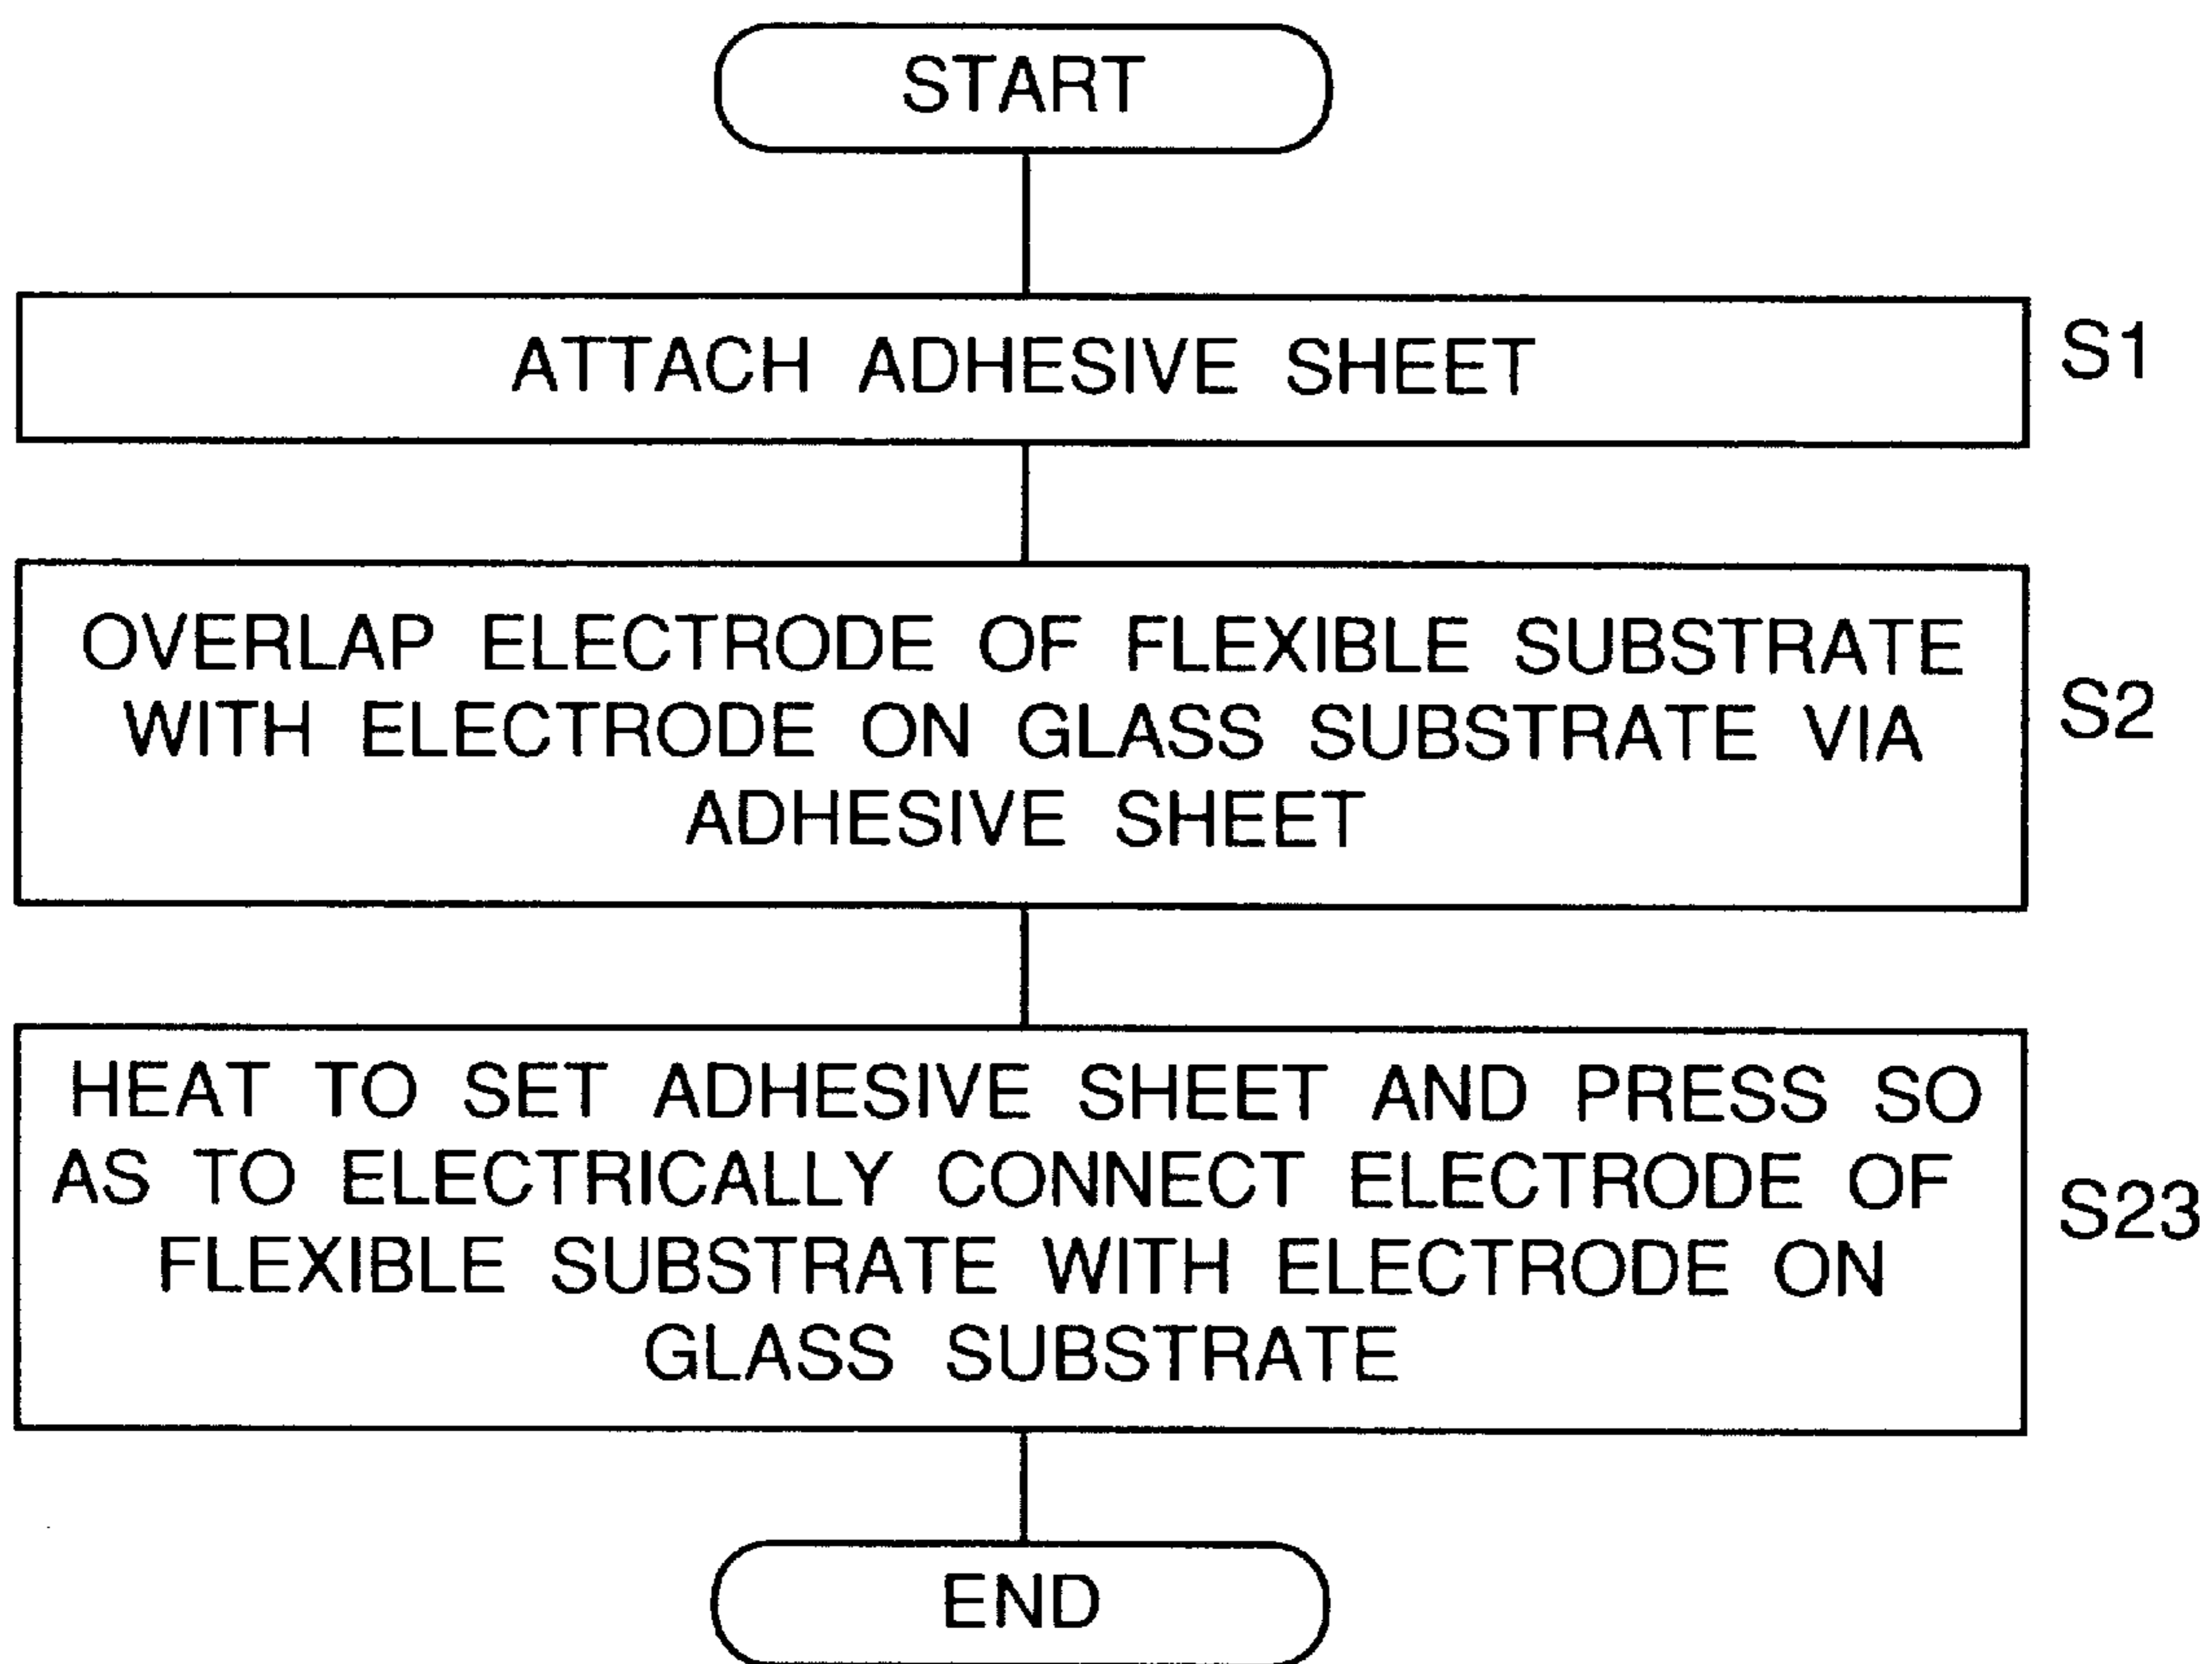 START
ATTACH ADHESIVE SHEET
S1
OVERLAP ELECTRODE OF FLEXIBLE SUBSTRATE
WITH ELECTRODE ON GLASS SUBSTRATE VIA
ADHESIVE SHEET
S2
HEAT TO SET ADHESIVE SHEET AND PRESS SO
AS TO ELECTRICALLY CONNECT ELECTRODE OF
FLEXIBLE SUBSTRATE WITH ELECTRODE ON
GLASS SUBSTRATE
S23
END